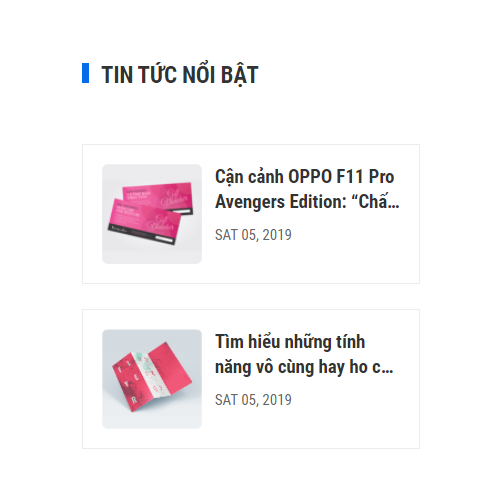 TIN TỨC NỔI BẬT
Cận cảnh OPPO F11 Pro
Avengers Edition: “Chấ...
SAT 05, 2019
Tìm hiểu những tính
năng vô cùng hay ho c...
SAT 05, 2019